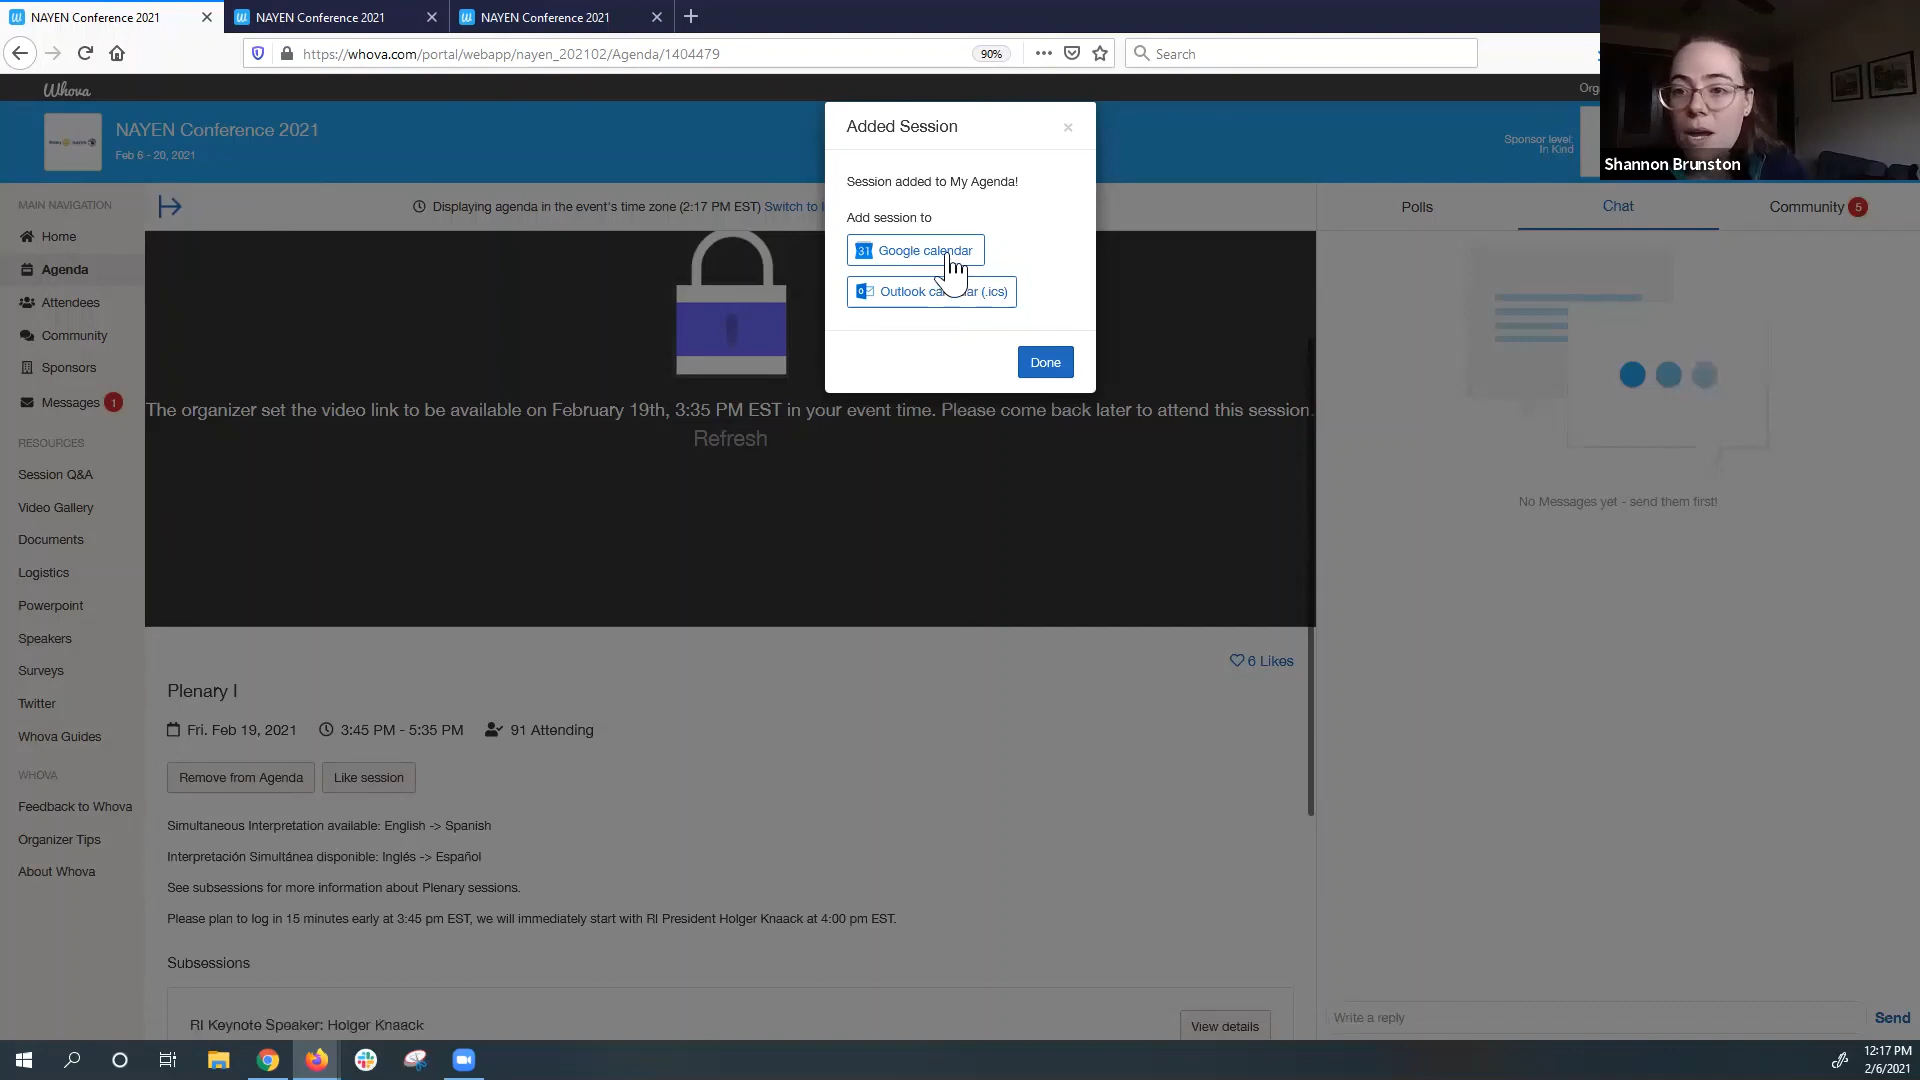 NAYEN Conference 2021
NAYEN Conference 2021
NAYEN Conference 2021
https://whova.com/portal/webapp/nayen_202102/Agenda/1404479
90%
Search
Whova
Org
NAYEN Conference 2021
Feb 6 - 20, 2021
Sponsor level:
In Kind
Shannon Brunston
MAIN NAVIGATION
Home
Agenda
Attendees
Community
Sponsors
Messages 1
RESOURCES
Session Q&A
Video Gallery
Documents
Logistics
Powerpoint
Speakers
Surveys
Twitter
Whova Guides
WHOVA
Feedback to Whova
Organizer Tips
About Whova
Displaying agenda in the event's time zone (2:17 PM EST) Switch to
Added Session
Session added to My Agenda!
Add session to
31 Google calendar
Outlook (.ics)
Done
The organizer set the video link to be available on February 19th, 3:35 PM EST in your event time. Please come back later to attend this session.
Refresh
6 Likes
Plenary I
Fri. Feb 19, 2021 3:45 PM - 5:35 PM 91 Attending
Remove from Agenda Like session
Simultaneous Interpretation available: English -> Spanish
Interpretación Simultánea disponible: Inglés -> Español
See subsessions for more information about Plenary sessions.
Please plan to log in 15 minutes early at 3:45 pm EST, we will immediately start with RI President Holger Knaack at 4:00 pm EST.
Subsessions
RI Keynote Speaker: Holger Knaack
View details
Polls Chat Community 5
No Messages yet - send them first!
Write a reply
Send
12:17 PM
2/6/2021